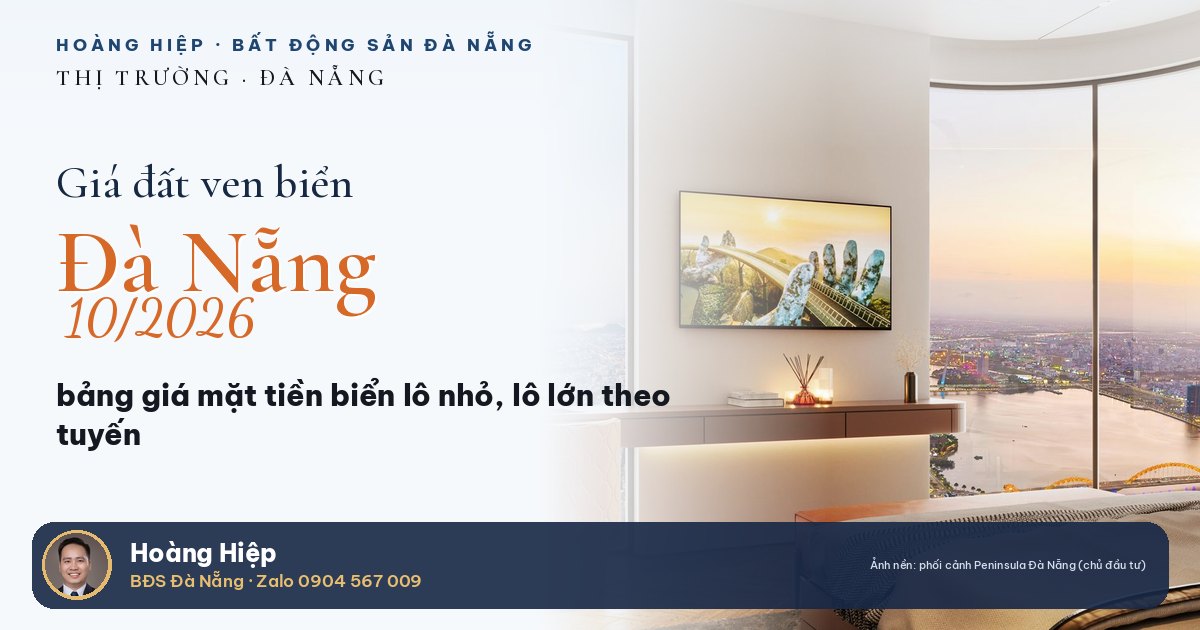 HOÀNG HIỆP · BẤT ĐỘNG SẢN ĐÀ NẴNG
THỊ TRƯỜNG · ĐÀ NẴNG
Giá đất ven biển
Đà Nẵng
10/2026
bảng giá mặt tiền biển lô nhỏ, lô lớn theo
tuyến
Hoàng Hiệp
BĐS Đà Nẵng · Zalo 0904 567 009
Ảnh nền: phối cảnh Peninsula Đà Nẵng (chủ đầu tư)